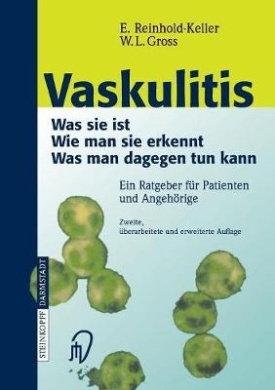 E. Reinhold-Keller
W. L. Gross
Vaskulitis
Was sie ist
Wie man sie erkennt
Was man dagegen tun kann
Ein Ratgeber für Patienten
und Angehörige
Zweite,
überarbeitete und erweiterte Auflage
STEINKOPFF
DARMSTADT